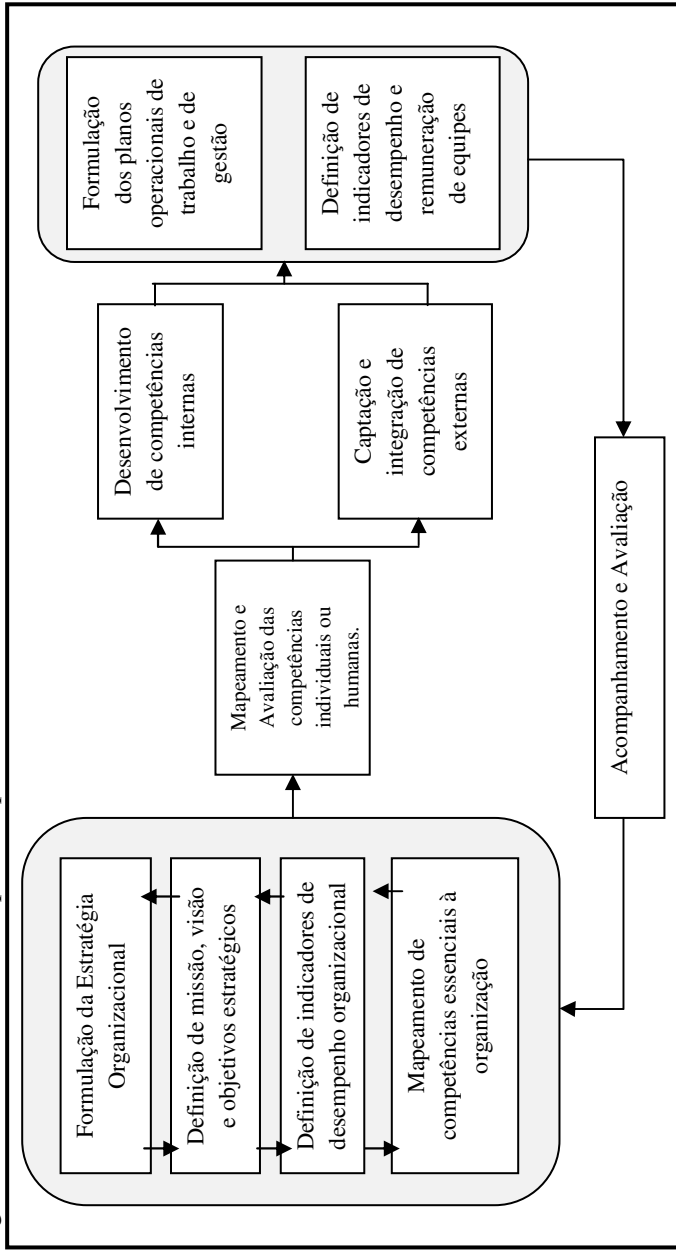 Formulação da Estratégia
Organizacional
Definição de missão, visão
e objetivos estratégicos
Definição de indicadores de
desempenho organizacional
Mapeamento de
competências essenciais à
organização
Mapeamento e
Avaliação das
competências
individuais ou
humanas.
Desenvolvimento
de competências
internas
Captação e
integração de
competências
externas
Formulação
dos planos
operacionais de
trabalho e de
gestão
Definição de
indicadores de
desempenho e
remuneração
de equipes
Acompanhamento e Avaliação